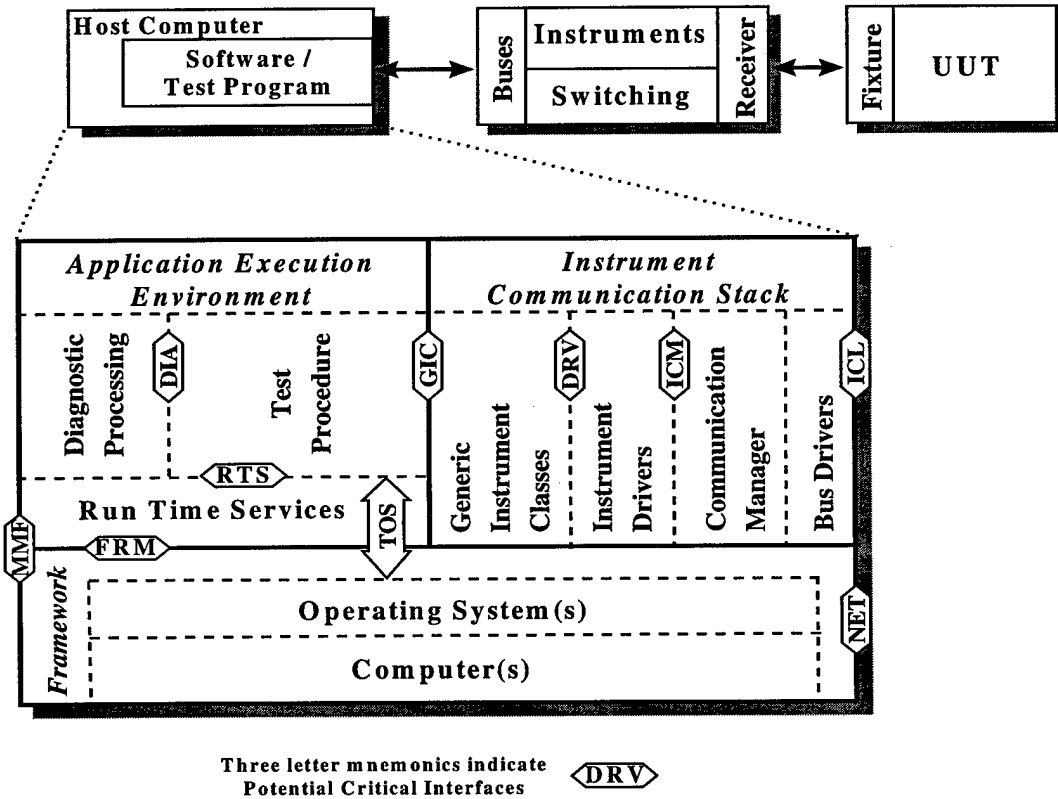 Host Computer
Software /
Test Program
Buses
Instruments
Switching
Receiver
Fixture
UUT
Application Execution
Environment
Instrument
Communication Stack
Diagnostic
Processing
DIA
Test
Procedure
GIC
Generic
Instrument
Classes
DRV
Instrument
Drivers
ICM
Communication
Manager
Bus Drivers
ICL
RTS
Run Time Services
TOS
MMF
FRM
Framework
Operating System(s)
Computer(s)
NET
Three letter mnemonics indicate
Potential Critical Interfaces
DRV